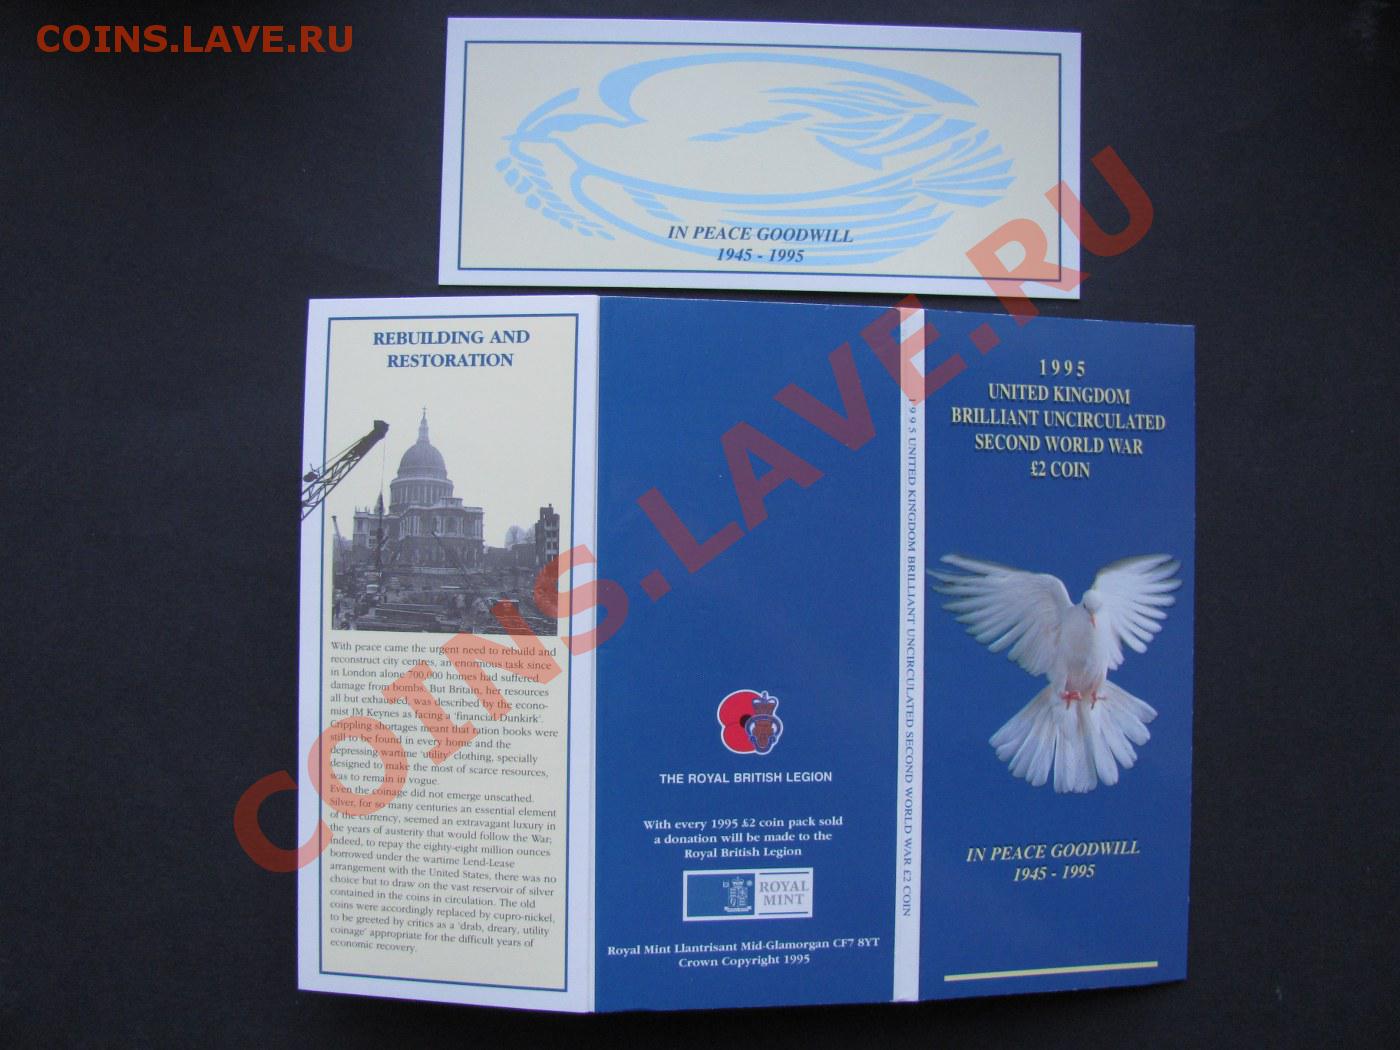 COINS.LAVE.RU
IN PEACE GOODWILL
1945 - 1995
REBUILDING AND
RESTORATION
With peace came the urgent need to rebuild and
reconstruct city centres, an enormous task since
in London alone 700,000 homes had suffered
damage from bombs. But Britain, her resources
all but exhausted, was described by the econo-
mist JM Keynes as facing a 'financial Dunkirk'.
Crippling shortages meant that ration books were
still to be found in every home and the
depressing wartime 'utility' clothing, specially
designed to make the most of scarce resources,
was to remain in vogue.
Even the coinage did not emerge unscathed.
Silver, for so many centuries an essential element
of the currency, seemed an extravagant luxury in
the years of austerity that would follow the War;
indeed, to repay the eighty-eight million ounces
borrowed under the wartime Lend-Lease
arrangement with the United States, there was no
choice but to draw on the vast reservoir of silver
contained in the coins in circulation. The old
coins were accordingly replaced by cupro-nickel,
to be greeted by critics as a 'drab, dreary, utility
coinage' appropriate for the difficult years of
economic recovery.
THE ROYAL BRITISH LEGION
With every 1995 £2 coin pack sold
a donation will be made to the
Royal British Legion
ROYAL
MINT
Royal Mint Llantrisant Mid-Glamorgan CF7 8YT
Crown Copyright 1995
1995 UNITED KINGDOM BRILLIANT UNCIRCULATED SECOND WORLD WAR £2 COIN
1995
UNITED KINGDOM
BRILLIANT UNCIRCULATED
SECOND WORLD WAR
£2 COIN
IN PEACE GOODWILL
1945 - 1995
COINS.LAVE.RU